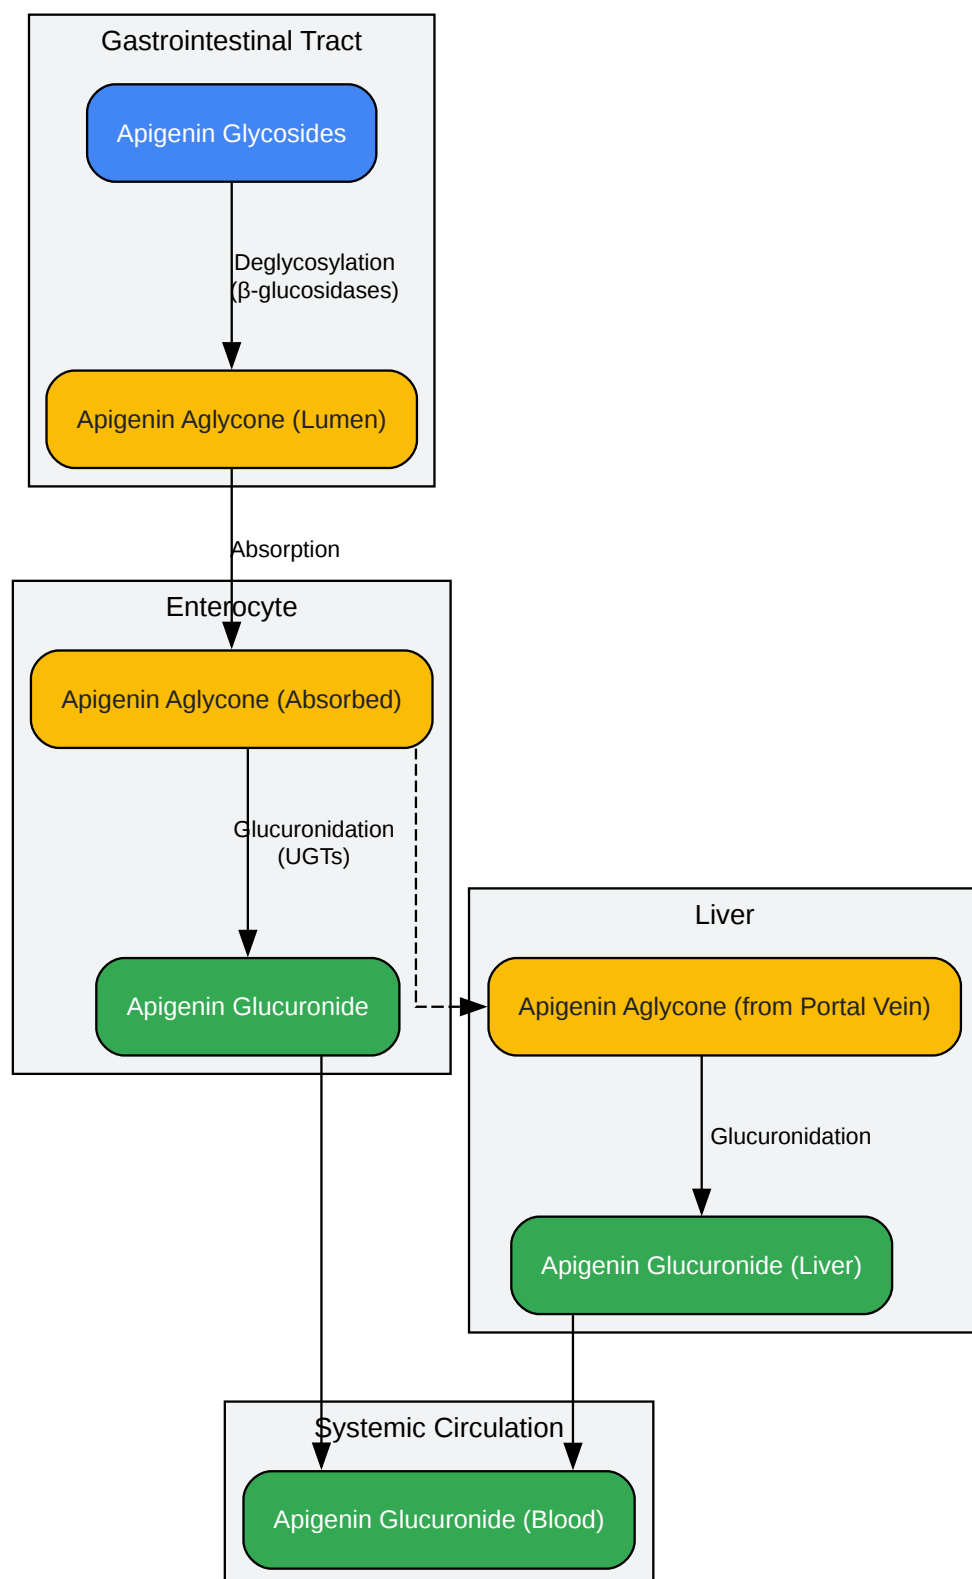 Gastrointestinal Tract
Apigenin Glycosides
Deglycosylation
(β-glucosidases)
Apigenin Aglycone (Lumen)
Absorption
Enterocyte
Apigenin Aglycone (Absorbed)
Glucuronidation
(UGTs)
Apigenin Glucuronide
Liver
Apigenin Aglycone (from Portal Vein)
Glucuronidation
Apigenin Glucuronide (Liver)
Systemic Circulation
Apigenin Glucuronide (Blood)